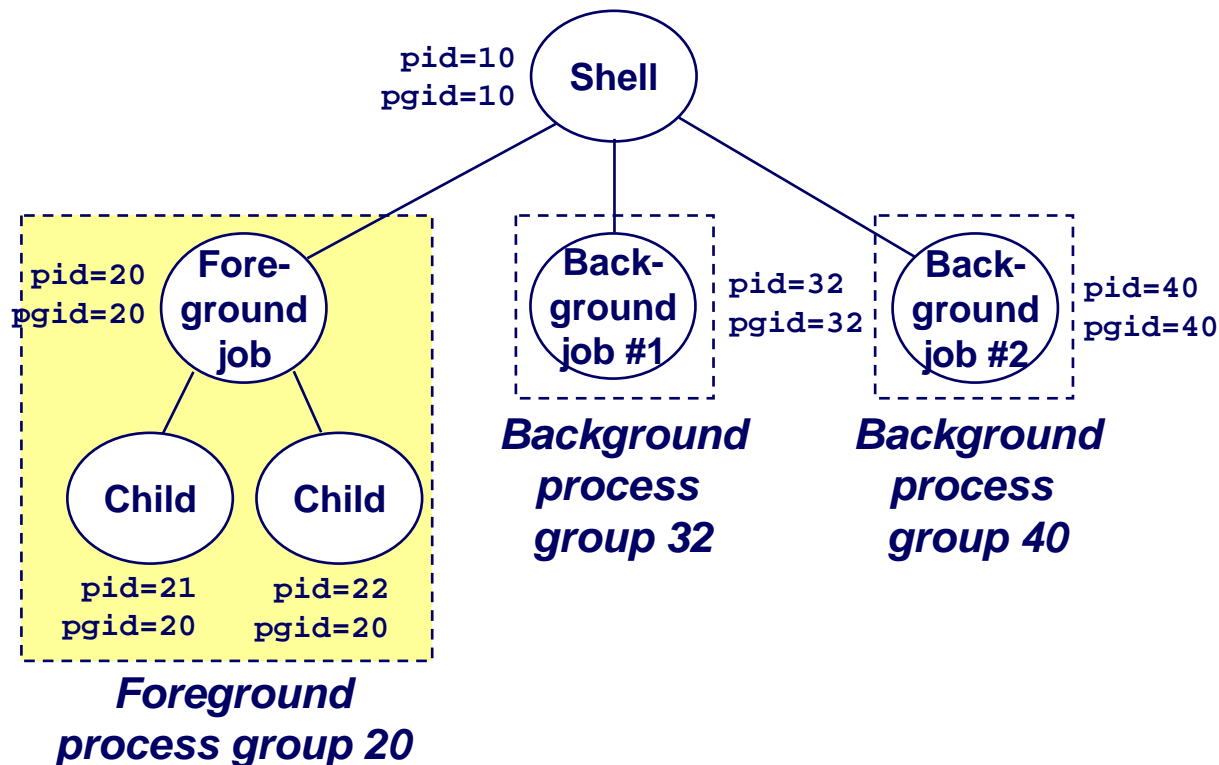 pid=10
pgid=10
Shell
pid=20
pgid=20
Fore-
ground
job
Back-
ground
job #1
pid=32
pgid=32
Back-
ground
job #2
pid=40
pgid=40
Child
Child
pid=21
pgid=20
pid=22
pgid=20
Background
process
group 32
Background
process
group 40
Foreground
process group 20